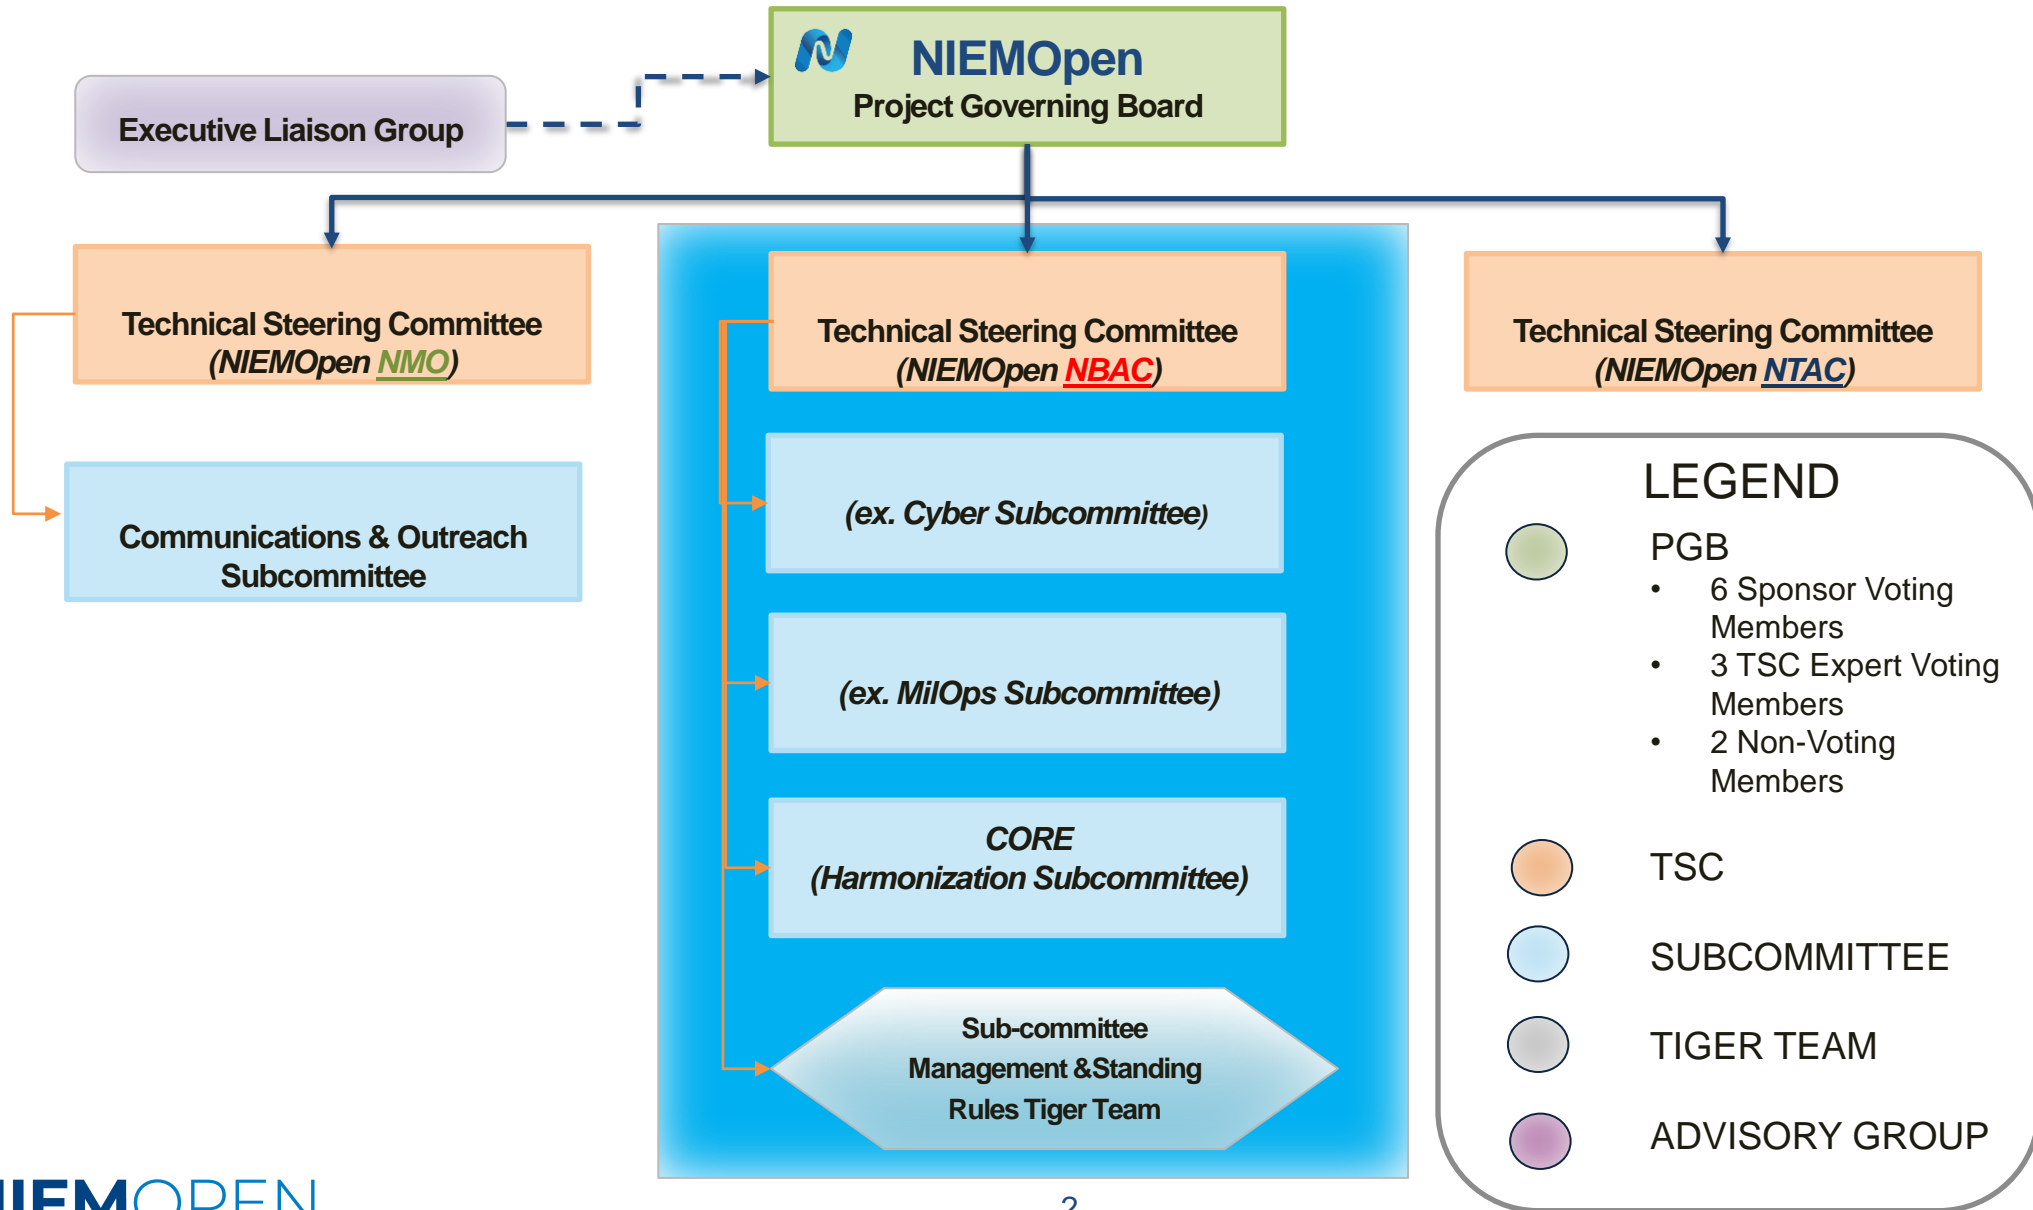 NIEMOpen
Project Governing Board
Executive Liaison Group
Technical Steering Committee
(NIEMOpen NMO)
Technical Steering Committee
(NIEMOpen NBAC)
Technical Steering Committee
(NIEMOpen NTAC)
Communications & Outreach
Subcommittee
(ex. Cyber Subcommittee)
(ex. MilOps Subcommittee)
CORE
(Harmonization Subcommittee)
Sub-committee
Management &Standing
Rules Tiger Team
LEGEND
PGB
• 6 Sponsor Voting
Members
• 3 TSC Expert Voting
Members
• 2 Non-Voting
Members
TSC
SUBCOMMITTEE
TIGER TEAM
ADVISORY GROUP
NIEMOPEN
2